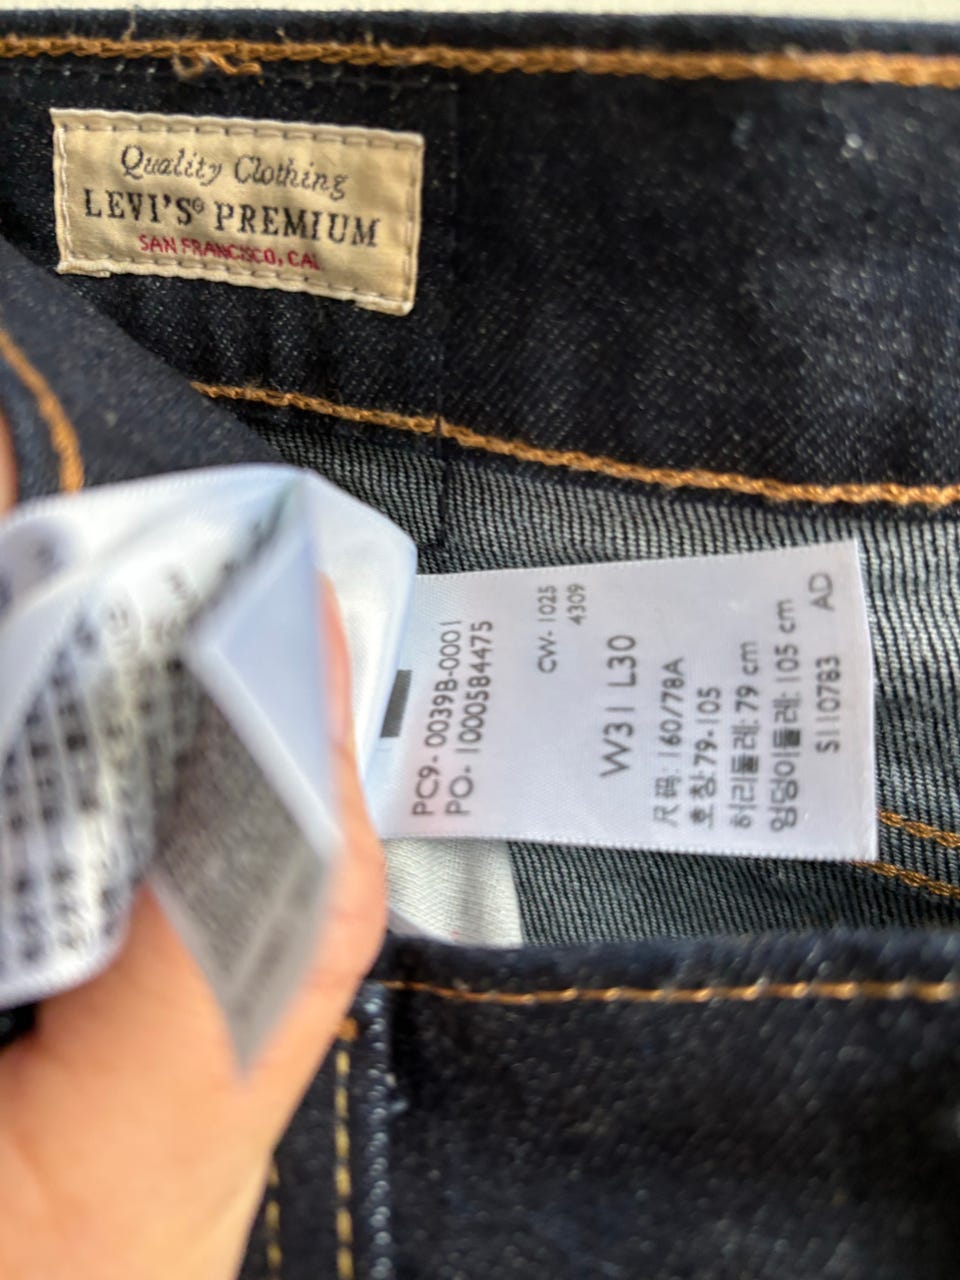 Quality Clothing
LEVI'S® PREMIUM
SAN FRANCISCO, CAL
PC9- 0039B-0001
PO- 1000584475
CW- 1025
4309
W31 L30
尺码: 160/78A
호칭:79-105
허리둘레: 79 cm
엉덩이둘레: 105 cm
S110783 AD